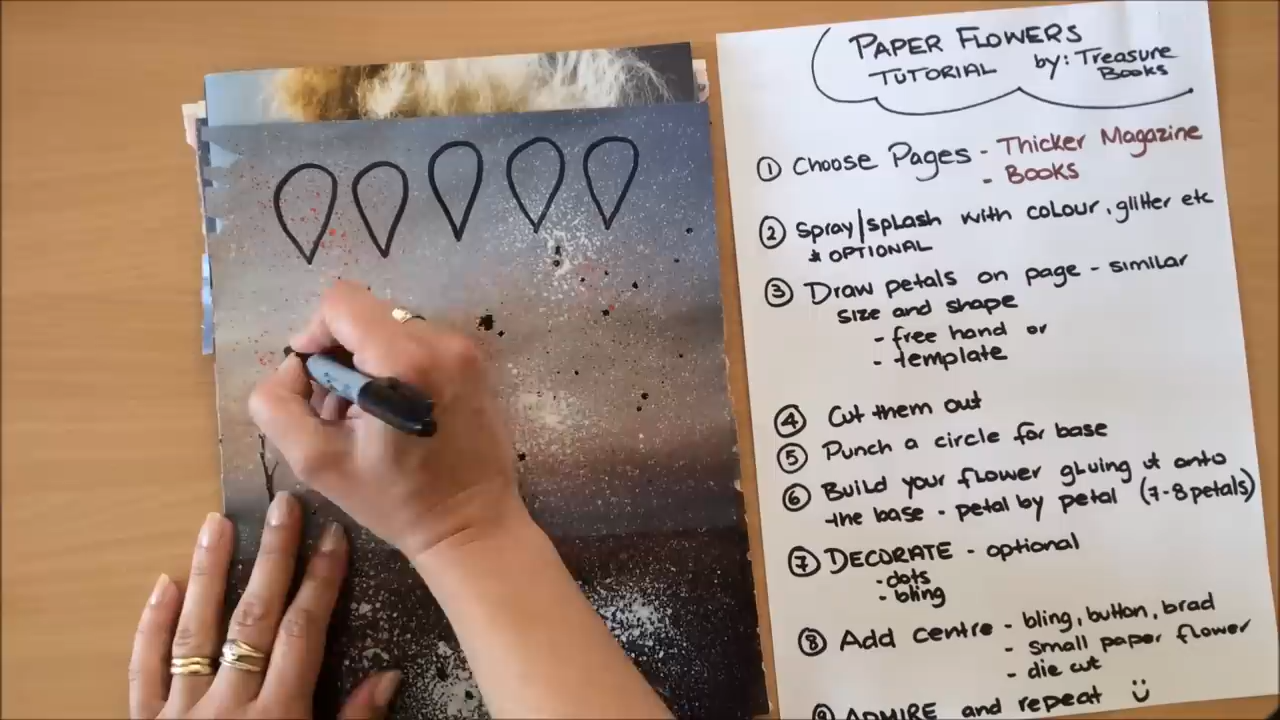 PAPER FLOWERS
TUTORIAL by: Treasure
Books
① Choose Pages - Thicker Magazine
- Books
② Spray/splash with colour, glitter etc
* OPTIONAL
③ Draw petals on page - similar
size and shape
- free hand or
- template
④ Cut them out
⑤ Punch a circle for base
⑥ Build your flower gluing it onto
the base - petal by petal (7-8 petals)
⑦ DECORATE - optional
- dots
- bling
⑧ Add centre - bling, button, brad
- small paper flower
- die cut
⑨ ADMIRE and repeat